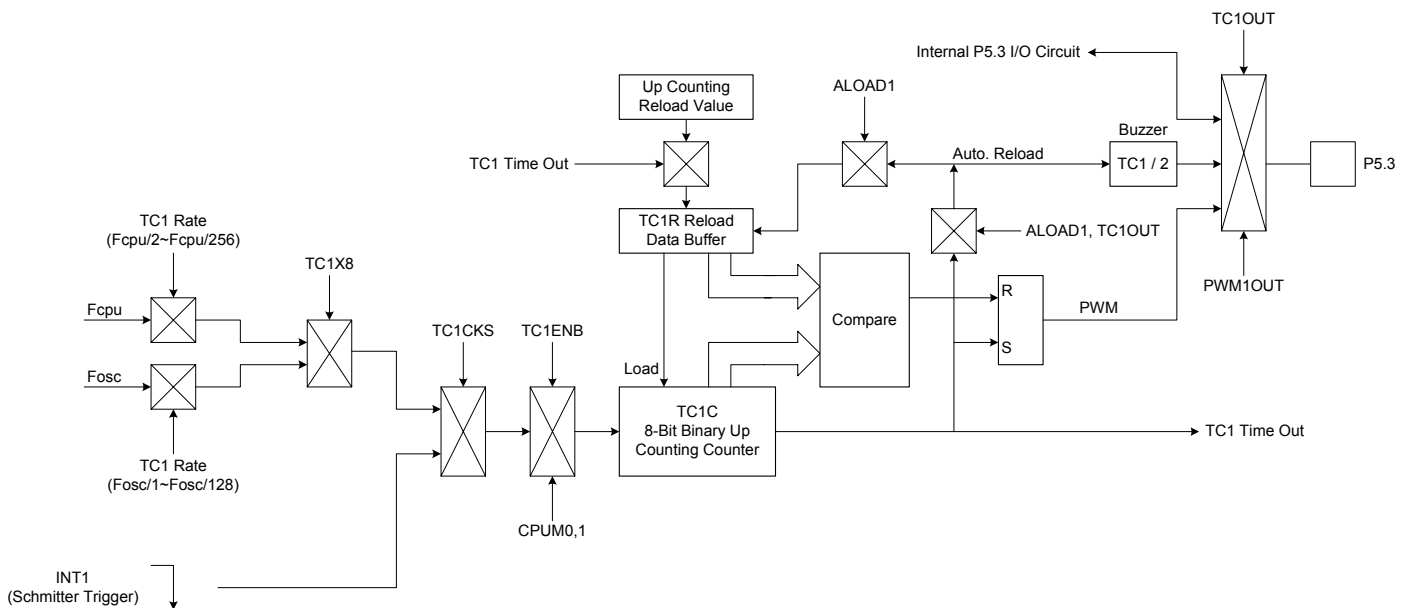 TC1OUT
Internal P5.3 I/O Circuit
Up Counting
Reload Value
ALOAD1
Buzzer
TC1 Time Out
Auto. Reload
TC1 / 2
P5.3
TC1 Rate
(Fcpu/2~Fcpu/256)
TC1R Reload
Data Buffer
ALOAD1, TC1OUT
TC1X8
PWM1OUT
Fcpu
R
PWM
Compare
TC1CKS
TC1ENB
S
Fosc
Load
TC1C
8-Bit Binary Up
Counting Counter
TC1 Time Out
TC1 Rate
(Fosc/1~Fosc/128)
CPUM0,1
INT1
(Schmitter Trigger)